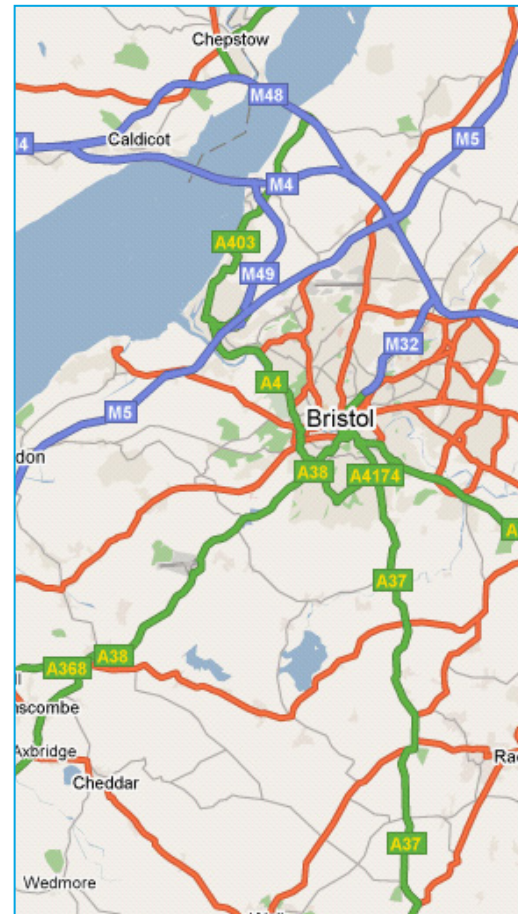 Chepstow
M48
M5
Caldicot
M4
A403
M49
M32
A4
M5
Bristol
A38
A4174
A37
A38
A368
Axbridge
Cheddar
A37
Wedmore